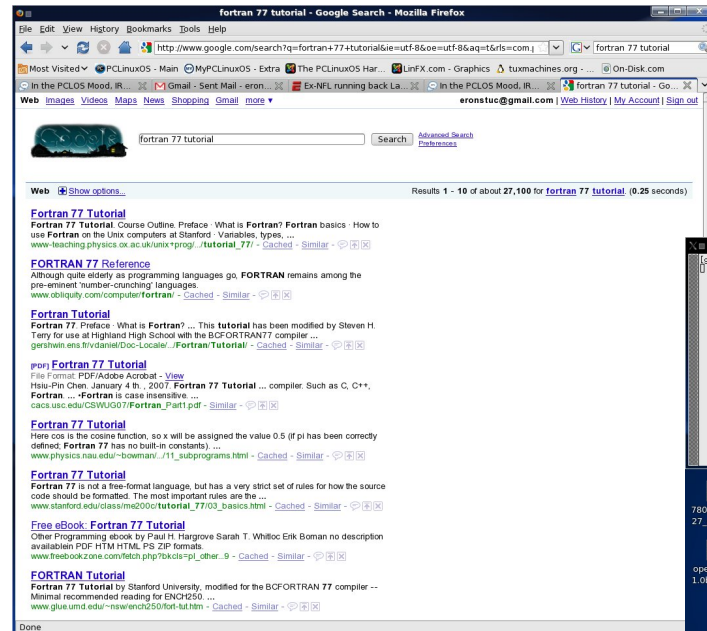 fortran 77 tutorial - Google Search - Mozilla Firefox
File Edit View History Bookmarks Tools Help
http://www.google.com/search?q=fortran+77+tutorial&ie=utf-8&oe=utf-8&aq=t&rls=com.p
fortran 77 tutorial
Most Visited PCLinuxOS - Main MyPCLinuxOS - Extra The PCLinuxOS Har... LinFX.com - Graphics tuxmachines.org - ... On-Disk.com
In the PCLOS Mood, IR... Gmail - Sent Mail - eron... Ex-NFL running back La... In the PCLOS Mood, IR... fortran 77 tutorial - Go...
Web Images Videos Maps News Shopping Gmail more ▼ eronstuc@gmail.com | Web History | My Account | Sign out
Google
fortran 77 tutorial Search Advanced Search
Preferences
Web Show options... Results 1 - 10 of about 27,100 for fortran 77 tutorial. (0.25 seconds)
Fortran 77 Tutorial
Fortran 77 Tutorial. Course Outline. Preface · What is Fortran? Fortran basics · How to
use Fortran on the Unix computers at Stanford · Variables, types, ...
www-teaching.physics.ox.ac.uk/unix+prog/.../tutorial_77/ - Cached - Similar -
FORTRAN 77 Reference
Although quite elderly as programming languages go, FORTRAN remains among the
pre-eminent 'number-crunching' languages.
www.obliquity.com/computer/fortran/ - Cached - Similar -
Fortran Tutorial
Fortran 77. Preface · What is Fortran? ... This tutorial has been modified by Steven H.
Terry for use at Highland High School with the BCFORTRAN77 compiler ...
gershwin.ens.fr/vdaniel/Doc-Locale/.../Fortran/Tutorial/ - Cached - Similar -
[PDF] Fortran 77 Tutorial
File Format: PDF/Adobe Acrobat - View
Hsiu-Pin Chen. January 4 th. , 2007. Fortran 77 Tutorial ... compiler. Such as C, C++,
Fortran. ... •Fortran is case insensitive. ...
cacs.usc.edu/CSWUG07/Fortran_Part1.pdf - Similar -
Fortran 77 Tutorial
Here cos is the cosine function, so x will be assigned the value 0.5 (if pi has been correctly
defined; Fortran 77 has no built-in constants). ...
www.physics.nau.edu/~bowman/.../11_subprograms.html - Cached - Similar -
Fortran 77 Tutorial
Fortran 77 is not a free-format language, but has a very strict set of rules for how the source
code should be formatted. The most important rules are the ...
www.stanford.edu/class/me200c/tutorial_77/03_basics.html - Cached - Similar -
Free eBook: Fortran 77 Tutorial
Other Programming ebook by Paul H. Hargrove Sarah T. Whitloc Erik Boman no description
availablein PDF HTM HTML PS ZIP formats.
www.freebookzone.com/fetch.php?bkcls=pl_other...9 - Cached - Similar -
FORTRAN Tutorial
Fortran 77 Tutorial by Stanford University, modified for the BCFORTRAN 77 compiler --
Minimal recommended reading for ENCH250. ...
www.glue.umd.edu/~nsw/ench250/fort-tut.htm - Cached - Similar -
Done
780
27_
ope
1.0